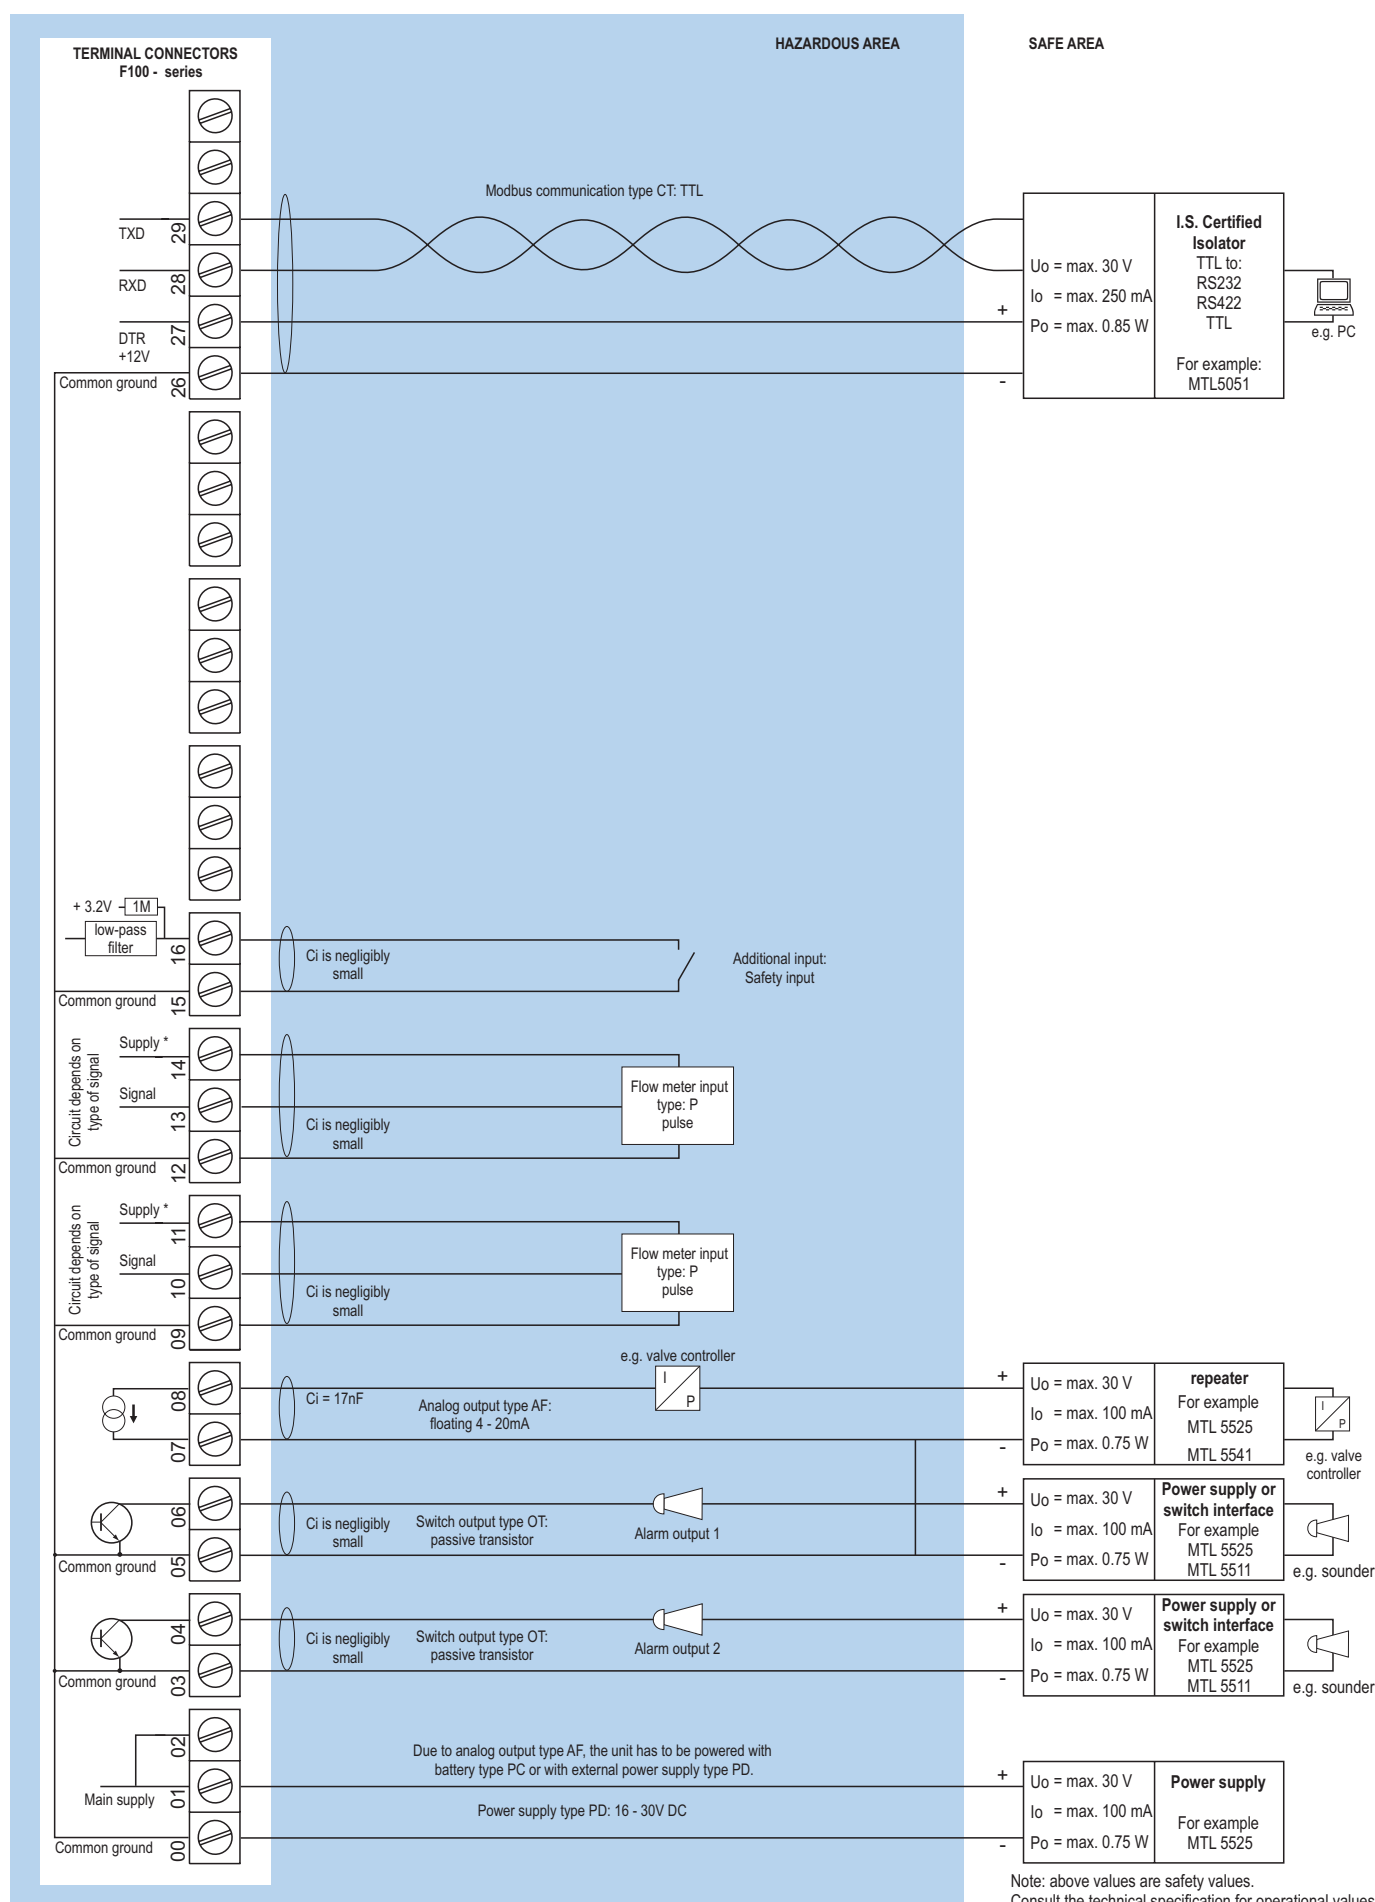 HAZARDOUS AREA
SAFE AREA
TERMINAL CONNECTORS
F100 - series
Modbus communication type CT: TTL
TXD
29
RXD
28
DTR
+12V
27
Common ground
26
+
-
Uo = max. 30 V
Io = max. 250 mA
Po = max. 0.85 W
I.S. Certified
Isolator
TTL to:
RS232
RS422
TTL
For example:
MTL5051
e.g. PC
+ 3.2V
1M
low-pass
filter
16
Common ground
15
Ci is negligibly
small
Additional input:
Safety input
Circuit depends on
type of signal
Supply *
14
Signal
13
Common ground
12
Ci is negligibly
small
Flow meter input
type: P
pulse
Circuit depends on
type of signal
Supply *
11
Signal
10
Common ground
09
Ci is negligibly
small
Flow meter input
type: P
pulse
e.g. valve controller
I
P
08
07
Ci = 17nF
Analog output type AF:
floating 4 - 20mA
+
-
Uo = max. 30 V
Io = max. 100 mA
Po = max. 0.75 W
repeater
For example
MTL 5525
MTL 5541
I
P
e.g. valve
controller
06
Common ground
05
Ci is negligibly
small
Switch output type OT:
passive transistor
Alarm output 1
+
-
Uo = max. 30 V
Io = max. 100 mA
Po = max. 0.75 W
Power supply or
switch interface
For example
MTL 5525
MTL 5511
e.g. sounder
04
Common ground
03
Ci is negligibly
small
Switch output type OT:
passive transistor
Alarm output 2
+
-
Uo = max. 30 V
Io = max. 100 mA
Po = max. 0.75 W
Power supply or
switch interface
For example
MTL 5525
MTL 5511
e.g. sounder
02
Main supply
01
Common ground
00
Due to analog output type AF, the unit has to be powered with
battery type PC or with external power supply type PD.
Power supply type PD: 16 - 30V DC
+
-
Uo = max. 30 V
Io = max. 100 mA
Po = max. 0.75 W
Power supply
For example
MTL 5525
Note: above values are safety values.
Consult the technical specification for operational values